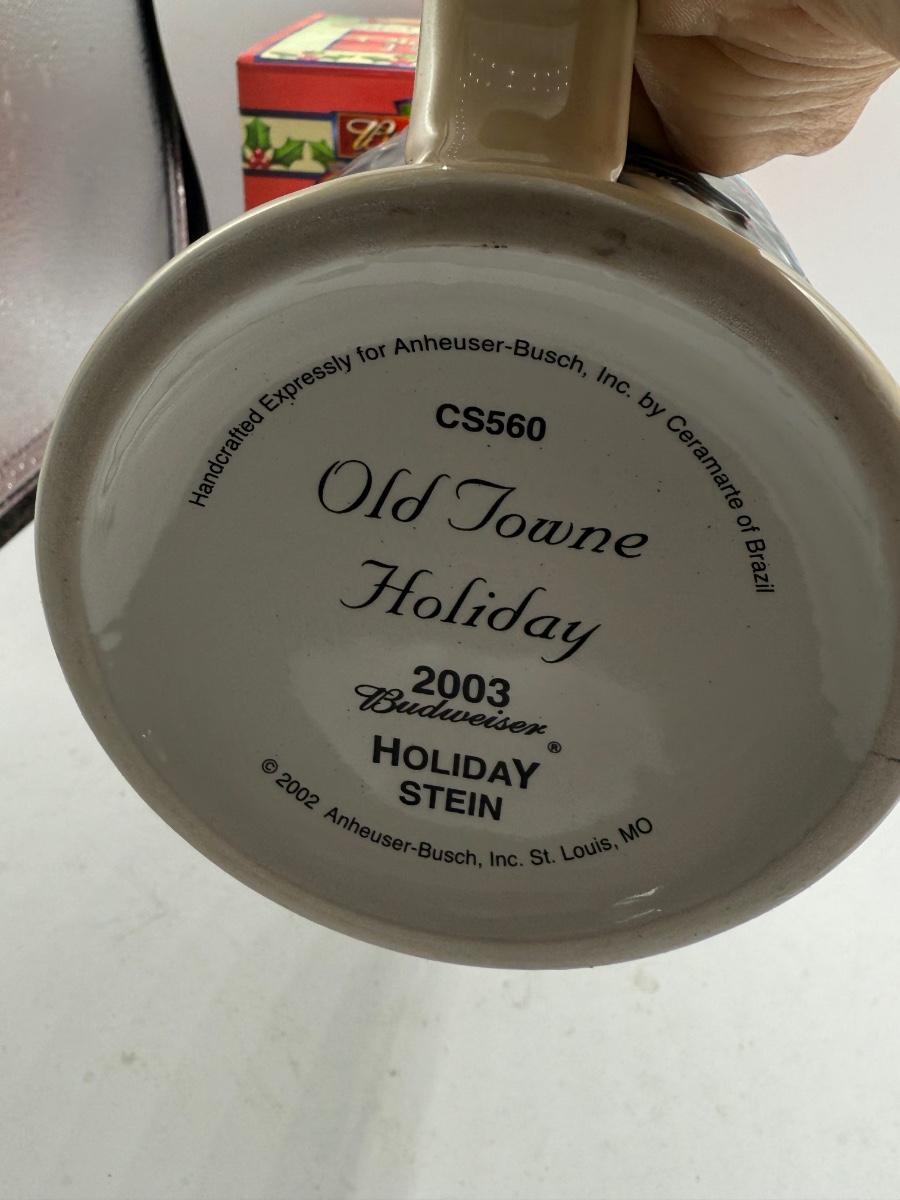 Handcrafted Expressly for Anheuser-Busch, Inc. by Ceramarte of Brazil
CS560
Old Towne
Holiday
2003
Budweiser®
HOLIDAY
STEIN
© 2002 Anheuser-Busch, Inc. St. Louis, MO